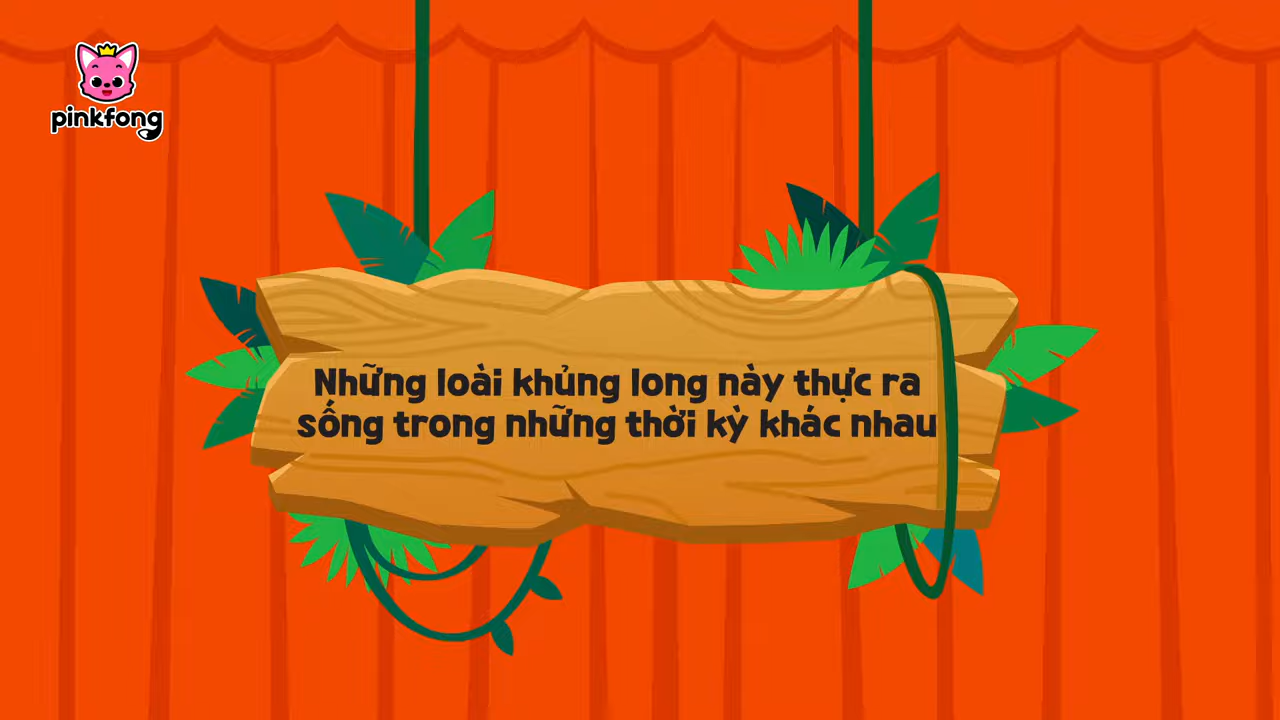 pinkfong
Những loài khủng long này thực ra
sống trong những thời kỳ khác nhau